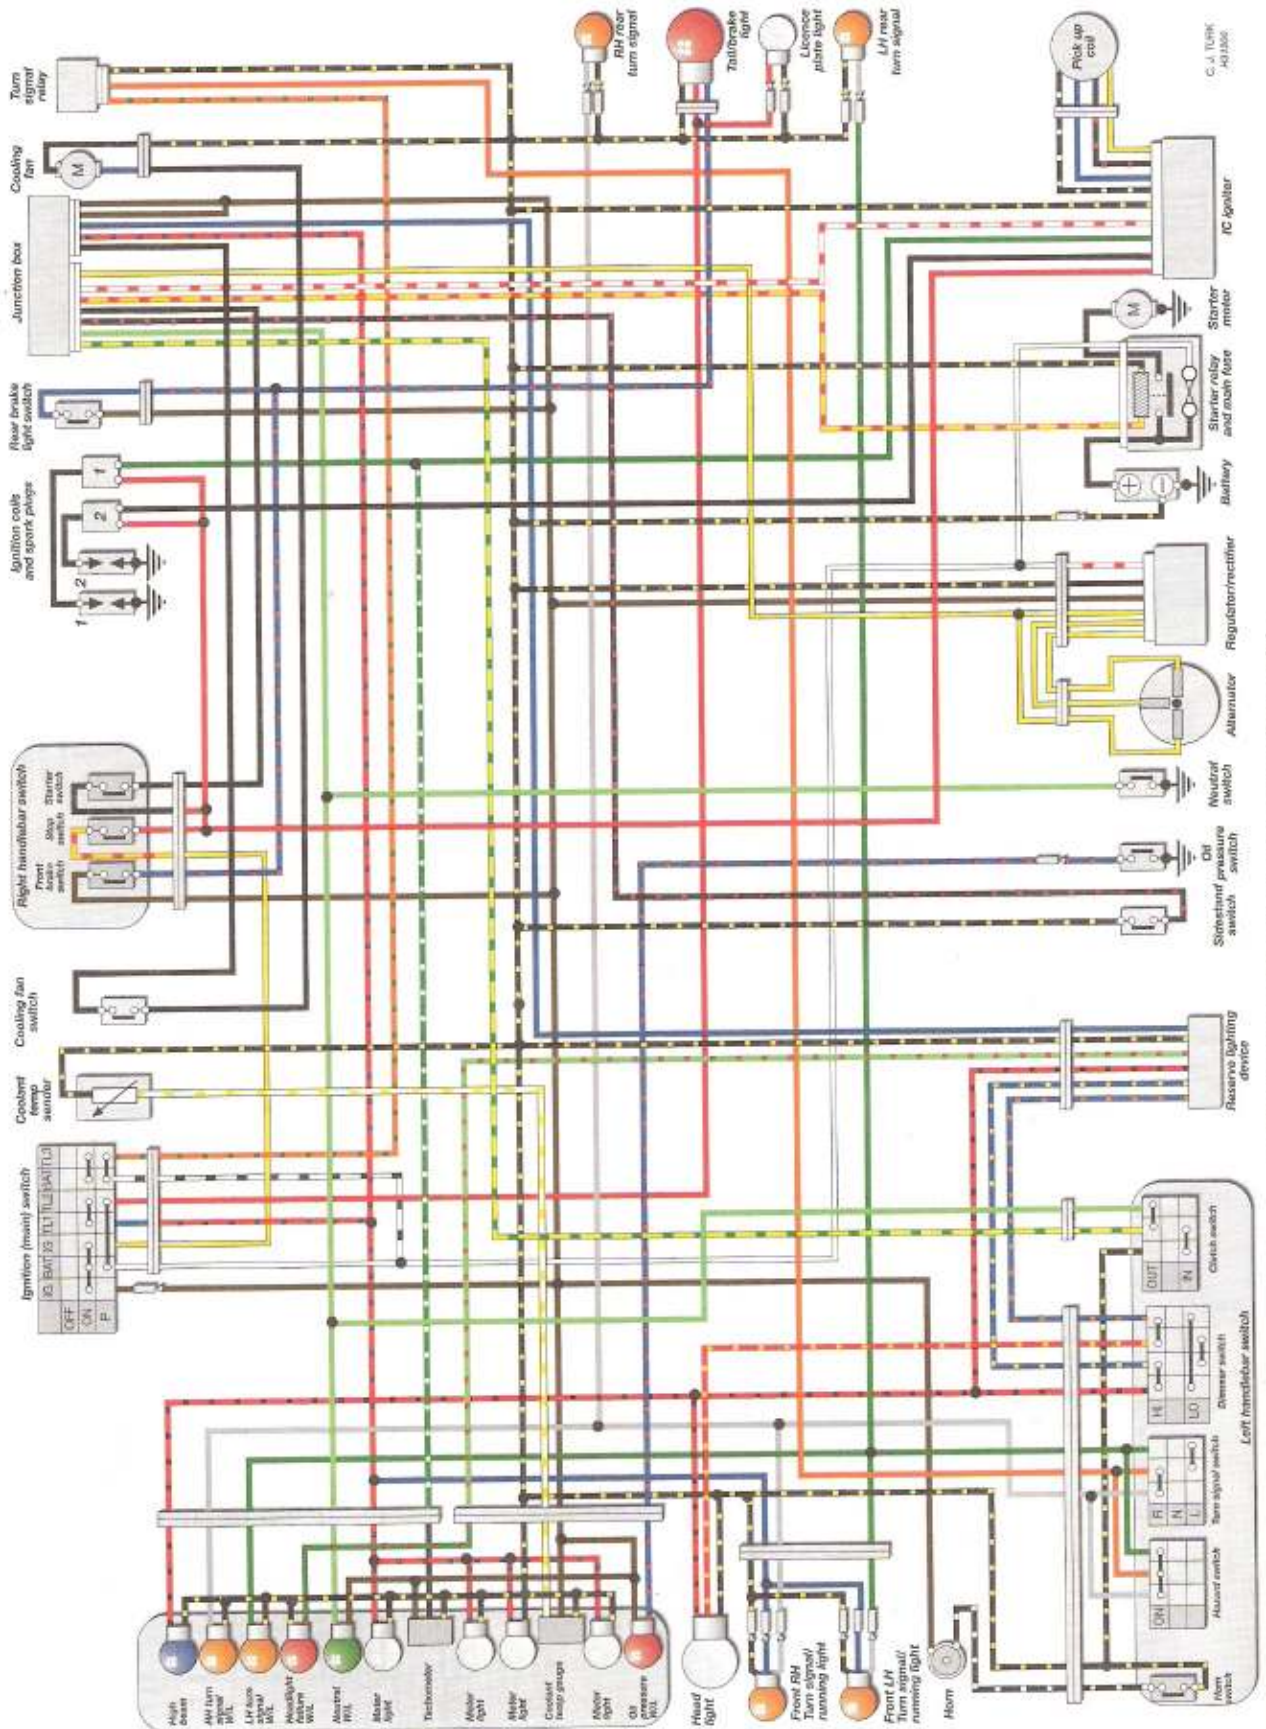 Turn
signal
relay
Cooling
fan
Junction box
Rear brake
light switch
Ignition coils
and spark plugs
Right handlebar switch
Front
brake
switch
Stop
switch
Starter
switch
Cooling fan
switch
Coolant
temp
sender
Ignition (main) switch
IG
BAT
IG
TL1
TL2
BAT
TL3
OFF
ON
P
M
1
2
1
2
RH rear
turn signal
Tail/brake
light
Licence
plate light
LH rear
turn signal
Pick up
coil
C. J. TURK
IC igniter
M
Starter
motor
Starter relay
and main fuse
Battery
Regulator/rectifier
Alternator
Neutral
switch
Oil
pressure
switch
Sidestand
switch
Reserve lighting
device
Left handlebar switch
Clutch switch
OUT
IN
Dimmer switch
HI
LO
Turn signal switch
R
N
L
Hazard switch
ON
Horn
switch
High
beam
RH turn
signal
W/L
LH turn
signal
W/L
Headlight
failure
W/L
Neutral
W/L
Meter
light
Tachometer
Meter
light
Meter
light
Coolant
temp gauge
Meter
light
Oil
pressure
W/L
Head
light
Front RH
Turn signal/
running light
Front LH
Turn signal/
running light
Horn